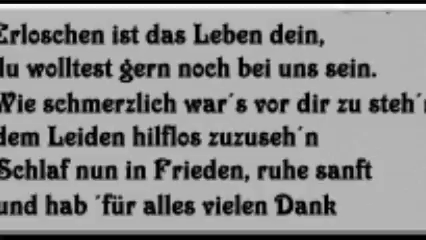 Erloschen ist das Leben dein,
du wolltest gern noch bei uns sein.
Wie schmerzlich war´s vor dir zu steh´n
dem Leiden hilflos zuzuseh´n
Schlaf nun in Frieden, ruhe sanft
und hab ´für alles vielen Dank